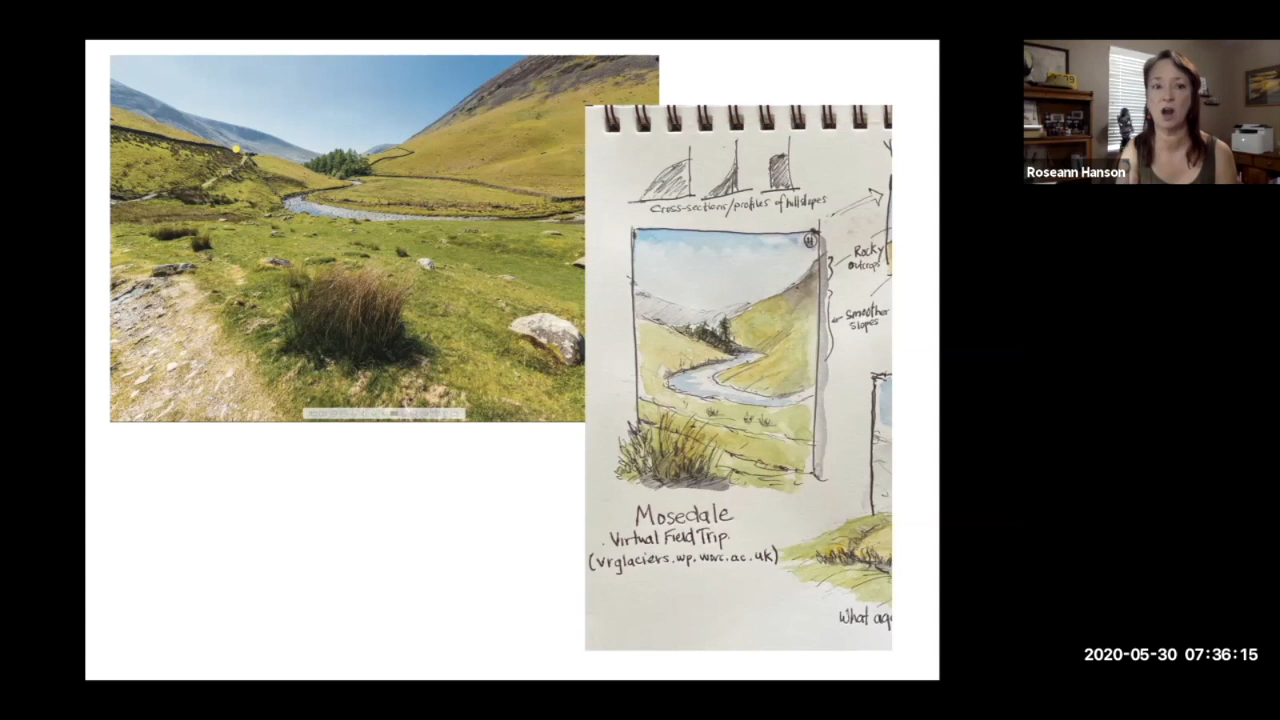 Cross-sections/profiles of hillslopes
Rocky
outcrops
smoother
slopes
Mosedale
Virtual Field Trip.
(vrglaciers.wp.worc.ac.uk)
What
Roseann Hanson
2020-05-30 07:36:15